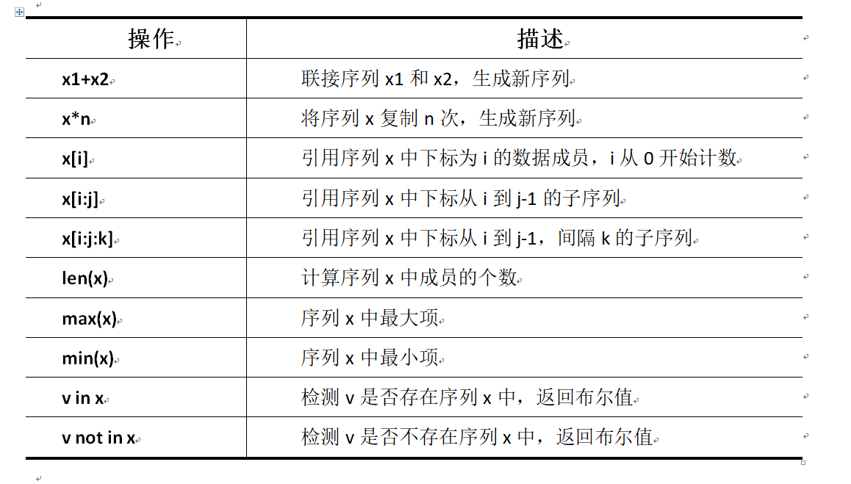 操作 描述
x1+x2 联接序列 x1 和 x2，生成新序列
x*n 将序列 x 复制 n 次，生成新序列
x[i] 引用序列 x 中下标为 i 的数据成员，i 从 0 开始计数
x[i:j] 引用序列 x 中下标从 i 到 j-1 的子序列
x[i:j:k] 引用序列 x 中下标从 i 到 j-1，间隔 k 的子序列
len(x) 计算序列 x 中成员的个数
max(x) 序列 x 中最大项
min(x) 序列 x 中最小项
v in x 检测 v 是否存在序列 x 中，返回布尔值
v not in x 检测 v 是否不存在序列 x 中，返回布尔值